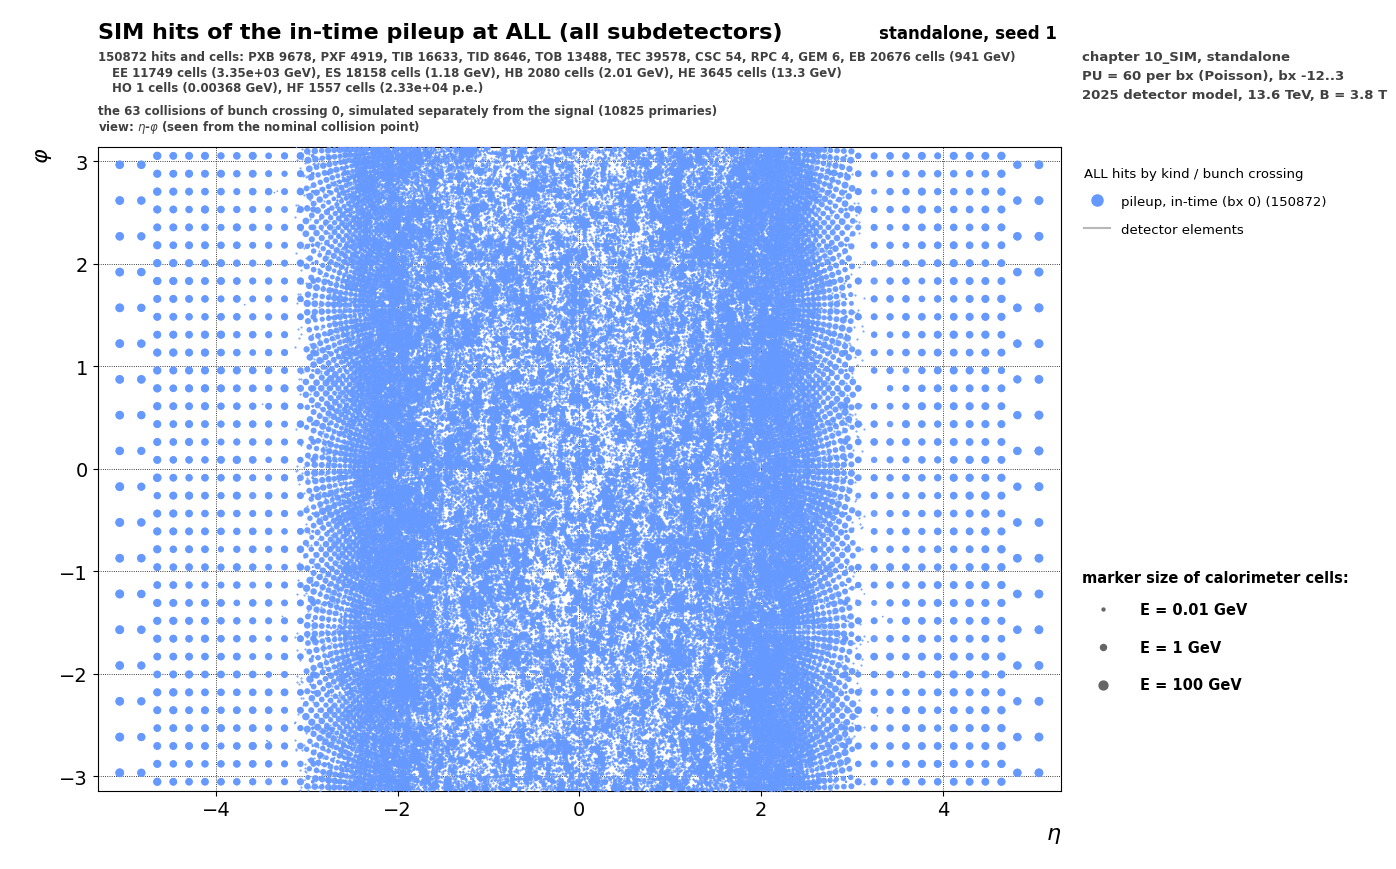 SIM hits of the in-time pileup at ALL (all subdetectors)
standalone, seed 1
150872 hits and cells: PXB 9678, PXF 4919, TIB 16633, TID 8646, TOB 13488, TEC 39578, CSC 54, RPC 4, GEM 6, EB 20676 cells (941 GeV)
EE 11749 cells (3.35e+03 GeV), ES 18158 cells (1.18 GeV), HB 2080 cells (2.01 GeV), HE 3645 cells (13.3 GeV)
HO 1 cells (0.00368 GeV), HF 1557 cells (2.33e+04 p.e.)
the 63 collisions of bunch crossing 0, simulated separately from the signal (10825 primaries)
view: η-φ (seen from the nominal collision point)
chapter 10_SIM, standalone
PU = 60 per bx (Poisson), bx -12..3
2025 detector model, 13.6 TeV, B = 3.8 T
φ
3
2
1
0
−1
−2
−3
−4
−2
0
2
4
η
ALL hits by kind / bunch crossing
pileup, in-time (bx 0) (150872)
detector elements
marker size of calorimeter cells:
E = 0.01 GeV
E = 1 GeV
E = 100 GeV